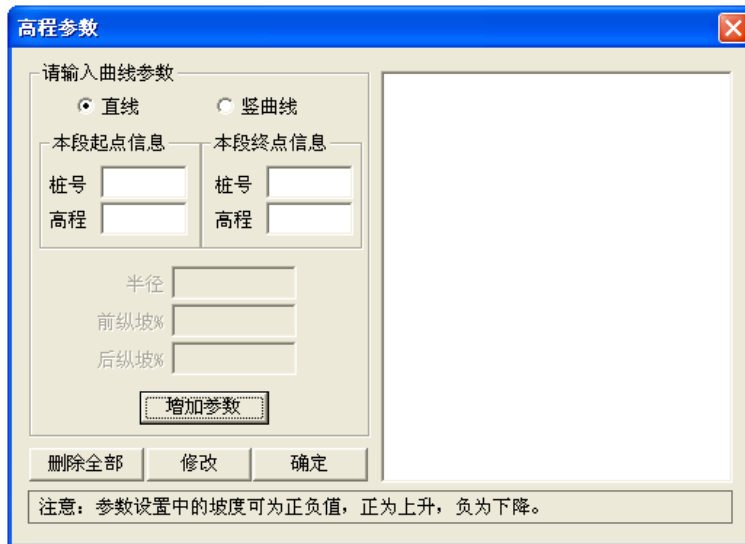 高程参数
请输入曲线参数
直线 竖曲线
本段起点信息 本段终点信息
桩号 桩号
高程 高程
半径
前纵坡%
后纵坡%
增加参数
删除全部 修改 确定
注意：参数设置中的坡度可为正负值，正为上升，负为下降。